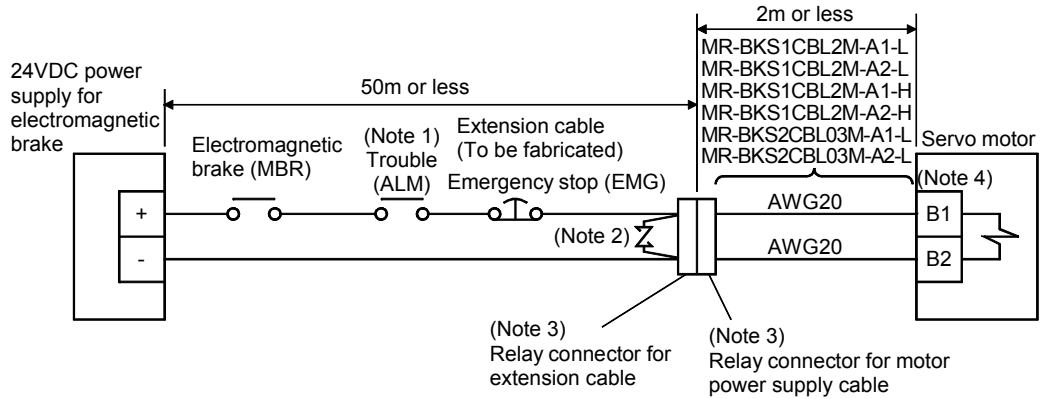 2m or less
MR-BKS1CBL2M-A1-L
MR-BKS1CBL2M-A2-L
MR-BKS1CBL2M-A1-H
MR-BKS1CBL2M-A2-H
MR-BKS2CBL03M-A1-L
MR-BKS2CBL03M-A2-L
24VDC power
supply for
electromagnetic
brake
50m or less
Electromagnetic
brake (MBR)
(Note 1)
Trouble
(ALM)
Extension cable
(To be fabricated)
Emergency stop (EMG)
Servo motor
(Note 4)
+
-
(Note 2)
AWG20
AWG20
B1
B2
(Note 3)
Relay connector for
extension cable
(Note 3)
Relay connector for motor
power supply cable